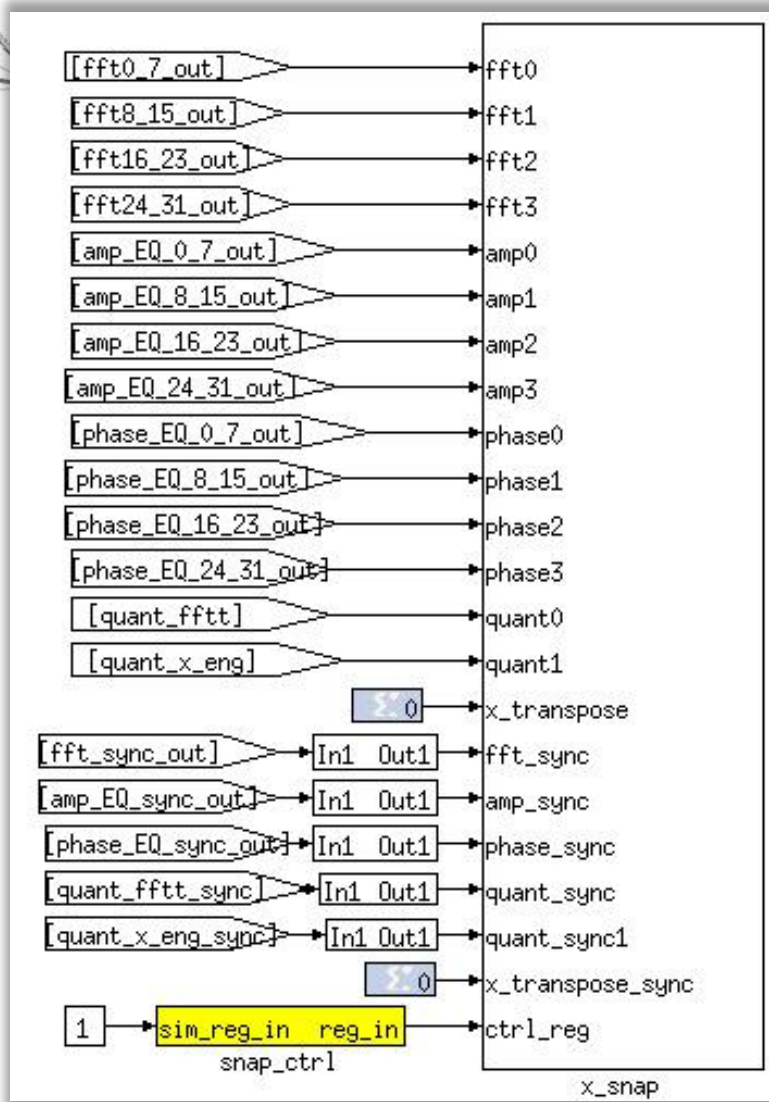 [fft0_7_out] fft0
[fft8_15_out] fft1
[fft16_23_out] fft2
[fft24_31_out] fft3
[amp_EQ_0_7_out] amp0
[amp_EQ_8_15_out] amp1
[amp_EQ_16_23_out] amp2
[amp_EQ_24_31_out] amp3
[phase_EQ_0_7_out] phase0
[phase_EQ_8_15_out] phase1
[phase_EQ_16_23_out] phase2
[phase_EQ_24_31_out] phase3
[quant_fftt] quant0
[quant_x_eng] quant1
0 x_transpose
[fft_sync_out] In1 Out1 fft_sync
[amp_EQ_sync_out] In1 Out1 amp_sync
[phase_EQ_sync_out] In1 Out1 phase_sync
[quant_fftt_sync] In1 Out1 quant_sync
[quant_x_eng_sync] In1 Out1 quant_sync1
0 x_transpose_sync
1 sim_reg_in reg_in ctrl_reg
snap_ctrl
x_snap